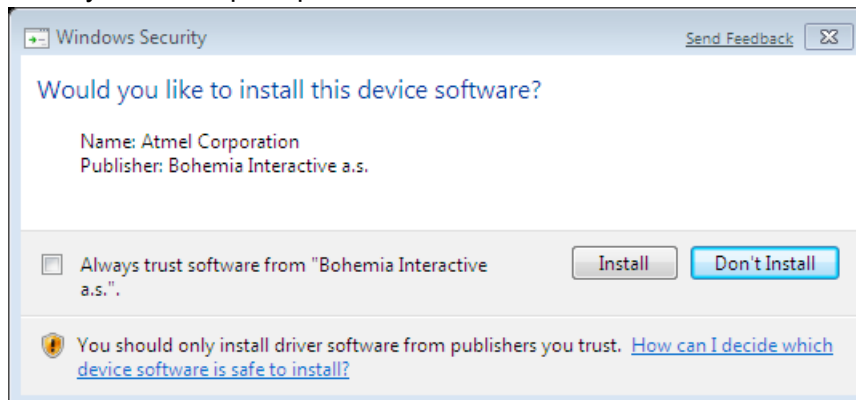 Windows Security
Send Feedback
Would you like to install this device software?
Name: Atmel Corporation
Publisher: Bohemia Interactive a.s.
Always trust software from "Bohemia Interactive
a.s.".
Install
Don't Install
You should only install driver software from publishers you trust. How can I decide which
device software is safe to install?